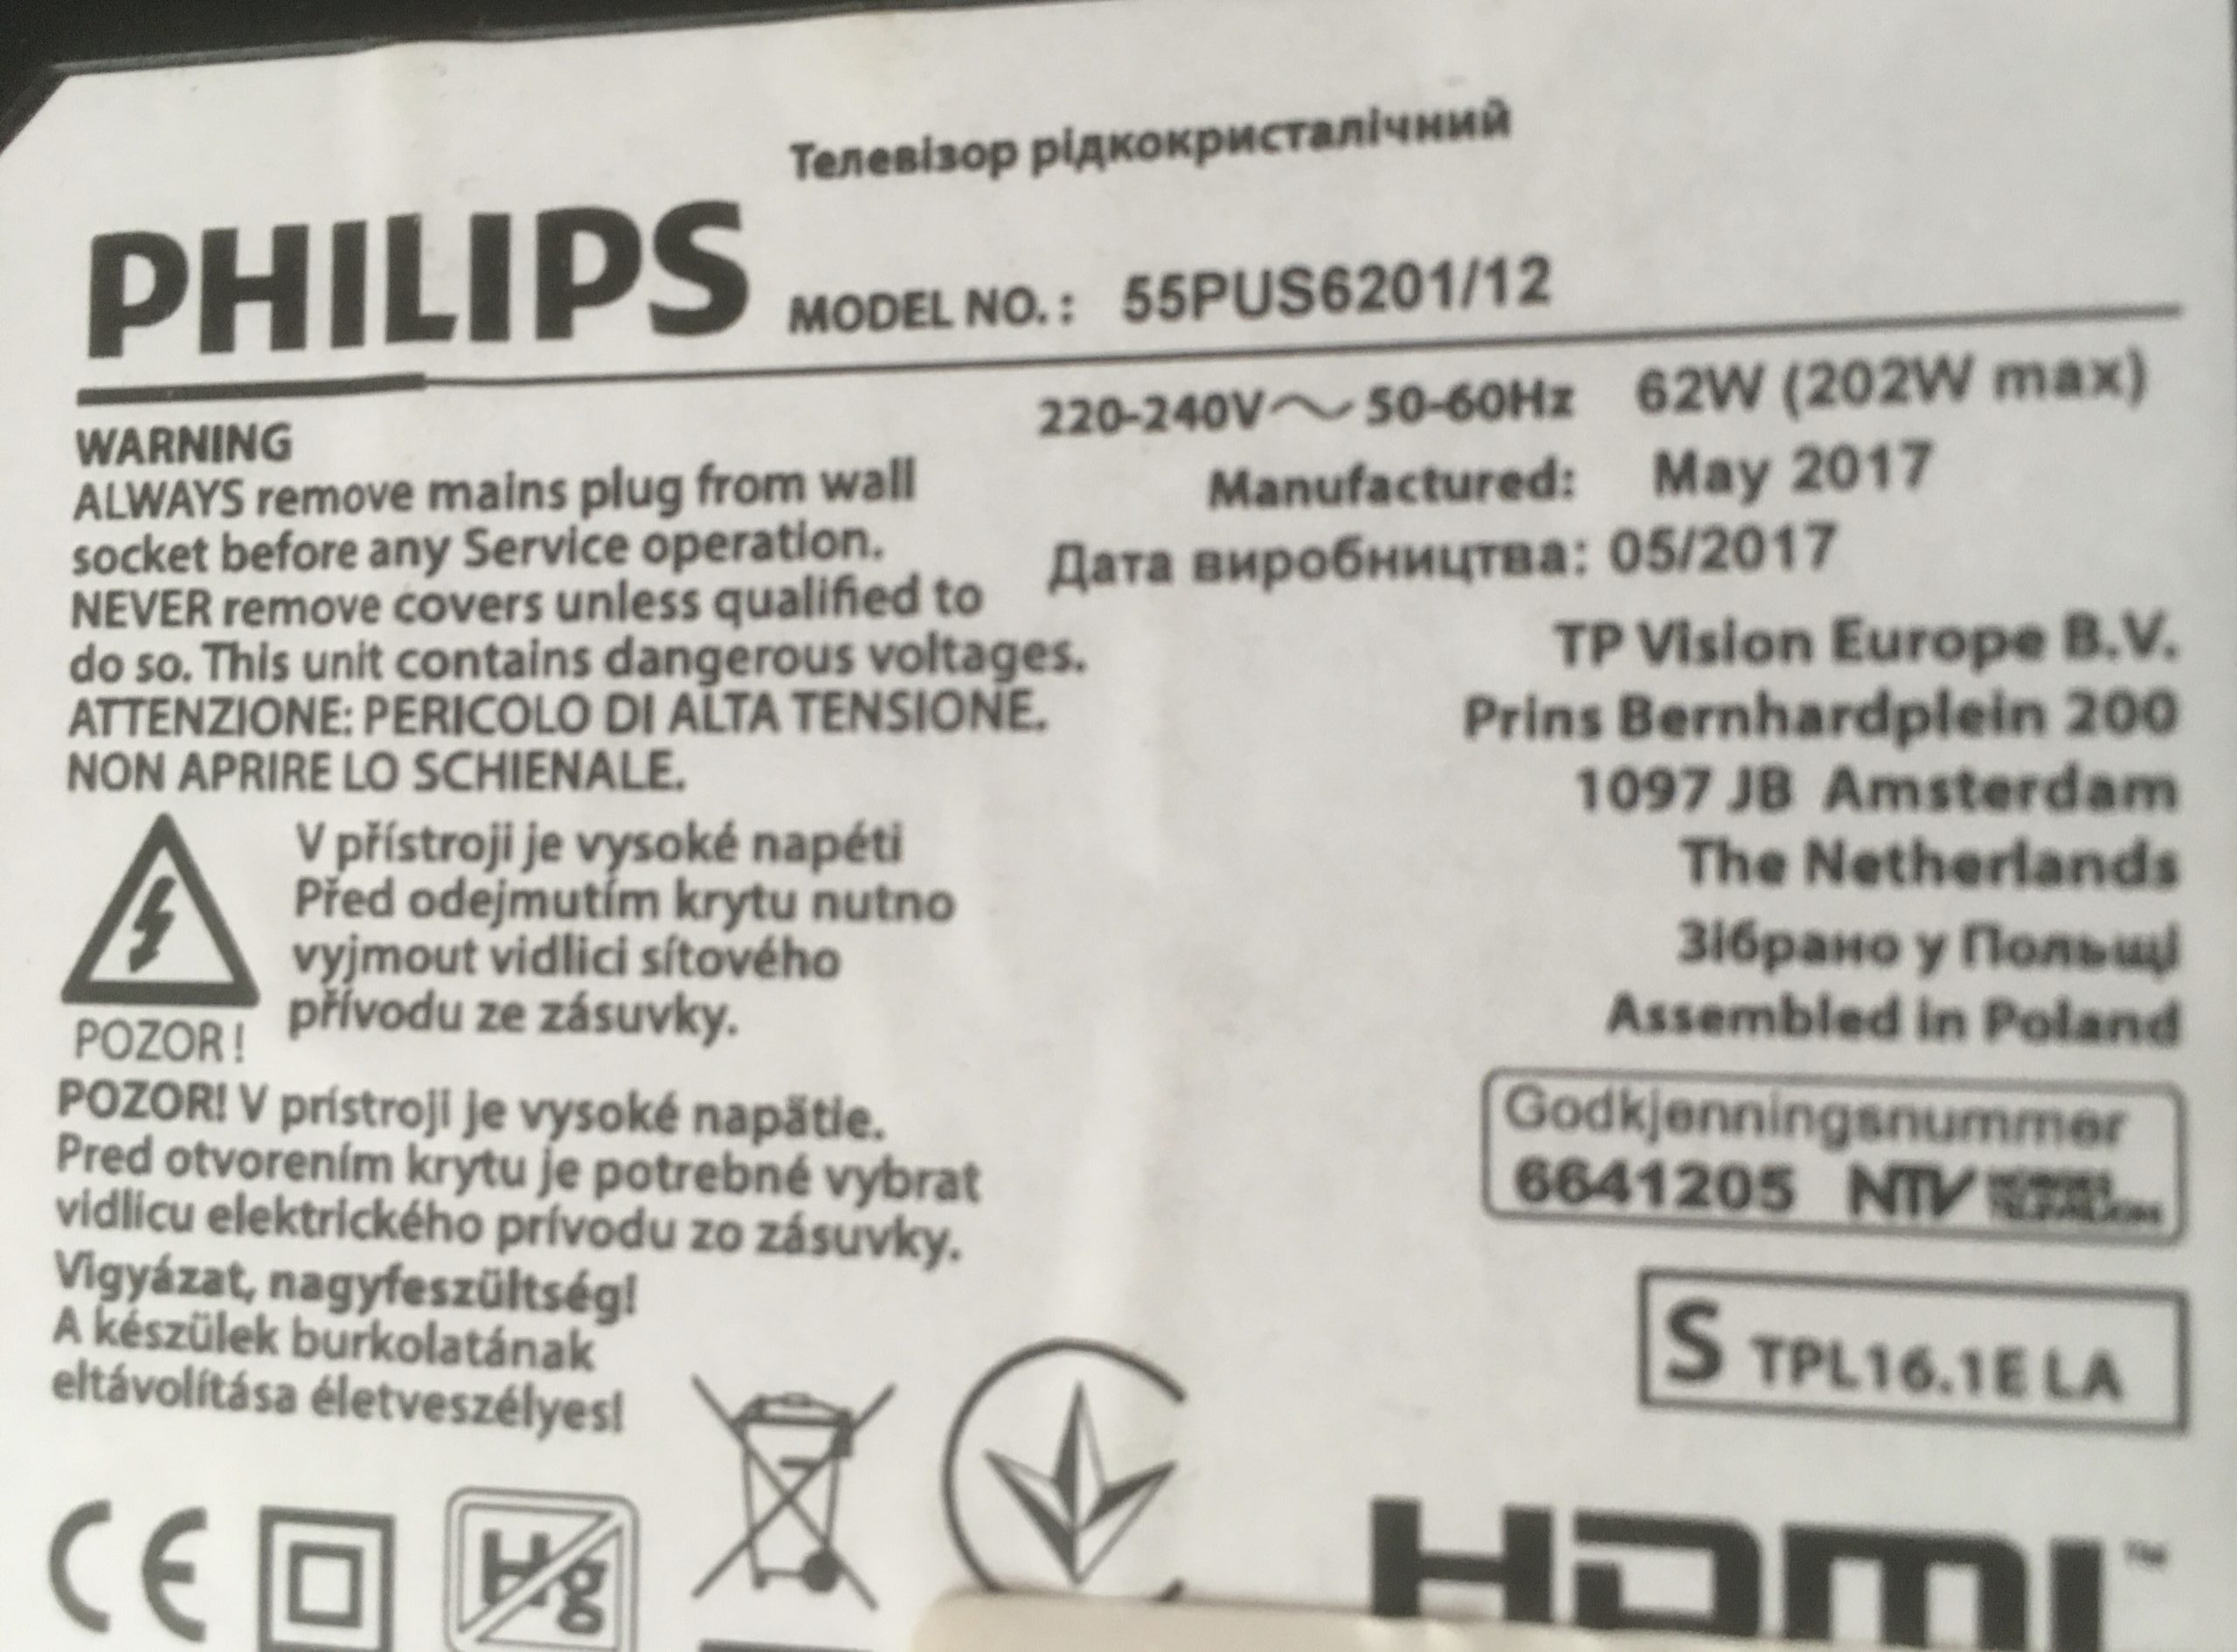 Телевізор рідкокристалічний
PHILIPS MODEL NO.: 55PUS6201/12
220-240V~50-60Hz 62W (202W max)
Manufactured: May 2017
Дата виробництва: 05/2017
WARNING
ALWAYS remove mains plug from wall
socket before any Service operation.
NEVER remove covers unless qualified to
do so. This unit contains dangerous voltages.
ATTENZIONE: PERICOLO DI ALTA TENSIONE.
NON APRIRE LO SCHIENALE.
V přístroji je vysoké napéti
Před odejmutím krytu nutno
vyjmout vidlici sítového
přívodu ze zásuvky.
POZOR!
POZOR! V prístroji je vysoké napätie.
Pred otvorením krytu je potrebné vybrat
vidlicu elektrického prívodu zo zásuvky.
Vigyázat, nagyfeszültség!
A készülek burkolatának
eltávolítása életveszélyes!
TP Vision Europe B.V.
Prins Bernhardplein 200
1097 JB Amsterdam
The Netherlands
Зібрано у Польщі
Assembled in Poland
Godkjenningsnummer
6641205 NTV
S TPL16.1E LA
CE
Hg
HDMI™